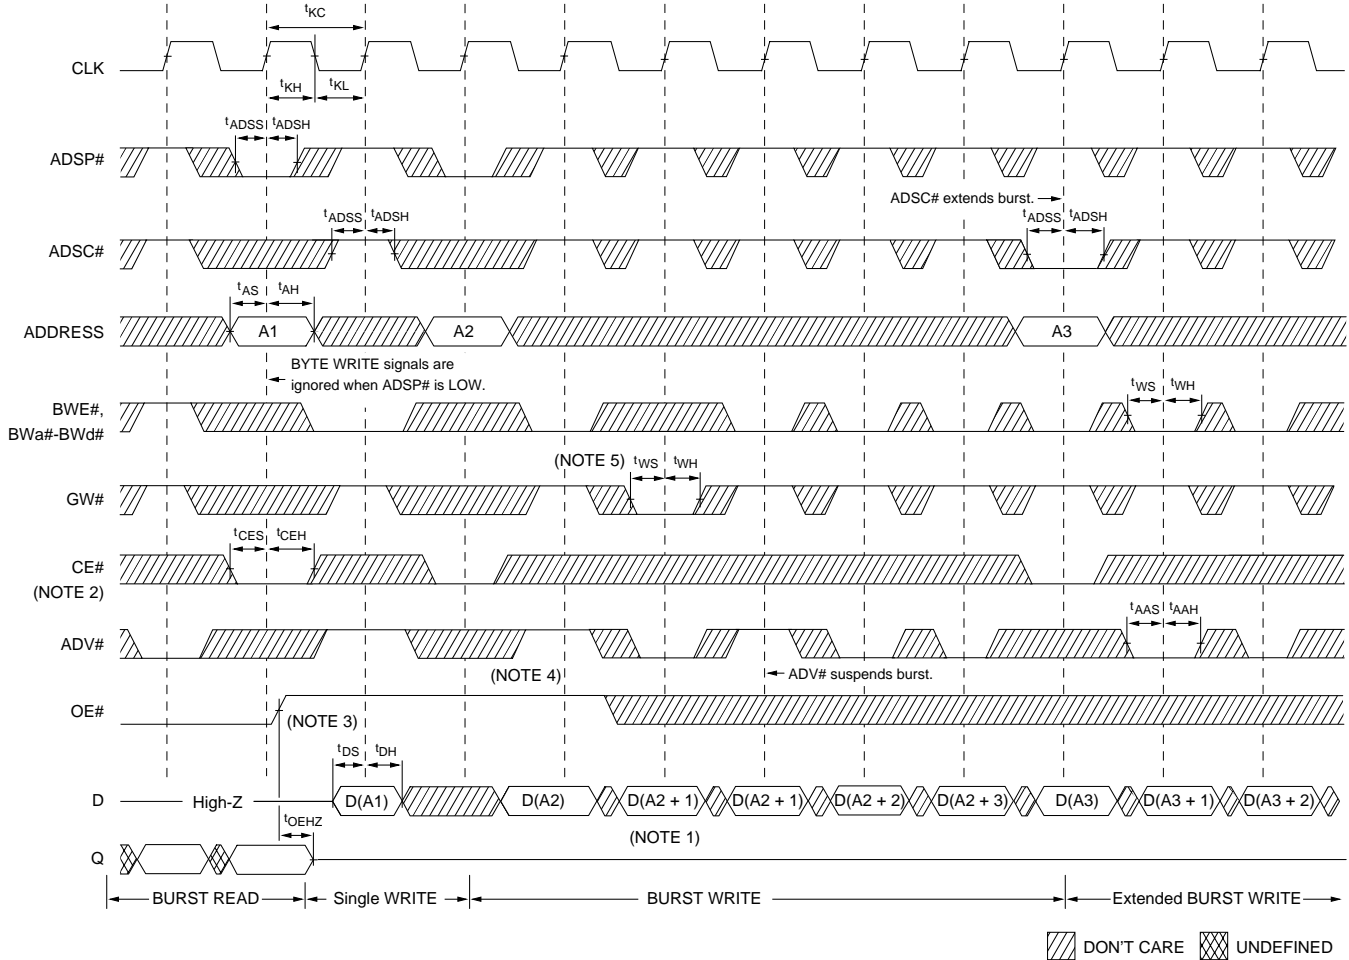 tKC
CLK
tKH
tKL
tADSS
tADSH
ADSP#
ADSC# extends burst.
tADSS
tADSH
tADSS
tADSH
ADSC#
tAS
tAH
ADDRESS
A1
A2
A3
BYTE WRITE signals are
ignored when ADSP# is LOW.
BWE#,
BWa#-BWd#
tWS
tWH
(NOTE 5)
tWS
tWH
GW#
tCES
tCEH
CE#
(NOTE 2)
tAAS
tAAH
ADV#
(NOTE 4)
ADV# suspends burst.
OE#
(NOTE 3)
tDS
tDH
D
High-Z
D(A1)
D(A2)
D(A2 + 1)
D(A2 + 1)
D(A2 + 2)
D(A2 + 3)
D(A3)
D(A3 + 1)
D(A3 + 2)
tOEHZ
(NOTE 1)
Q
BURST READ
Single WRITE
BURST WRITE
Extended BURST WRITE
DON'T CARE
UNDEFINED